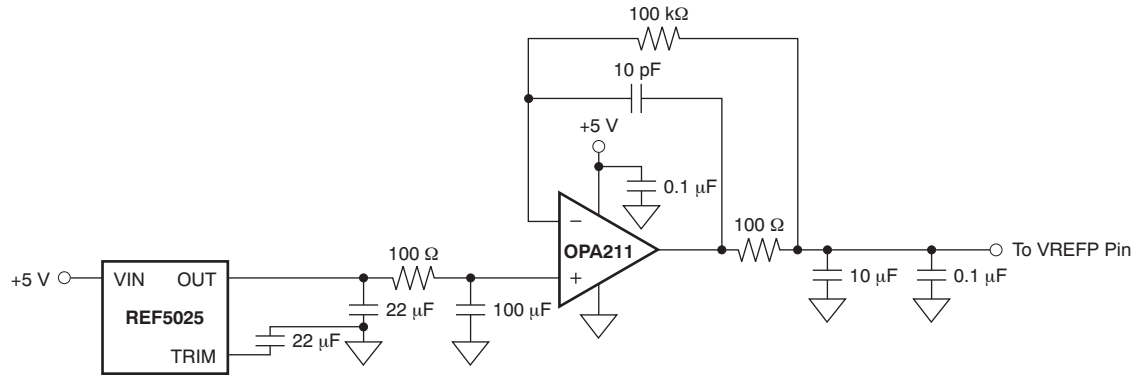 100 kΩ
10 pF
+5 V
0.1 μF
OPA211
−
+
100 Ω
To VREFP Pin
10 μF
0.1 μF
100 Ω
+5 V
VIN
OUT
REF5025
TRIM
22 μF
22 μF
100 μF